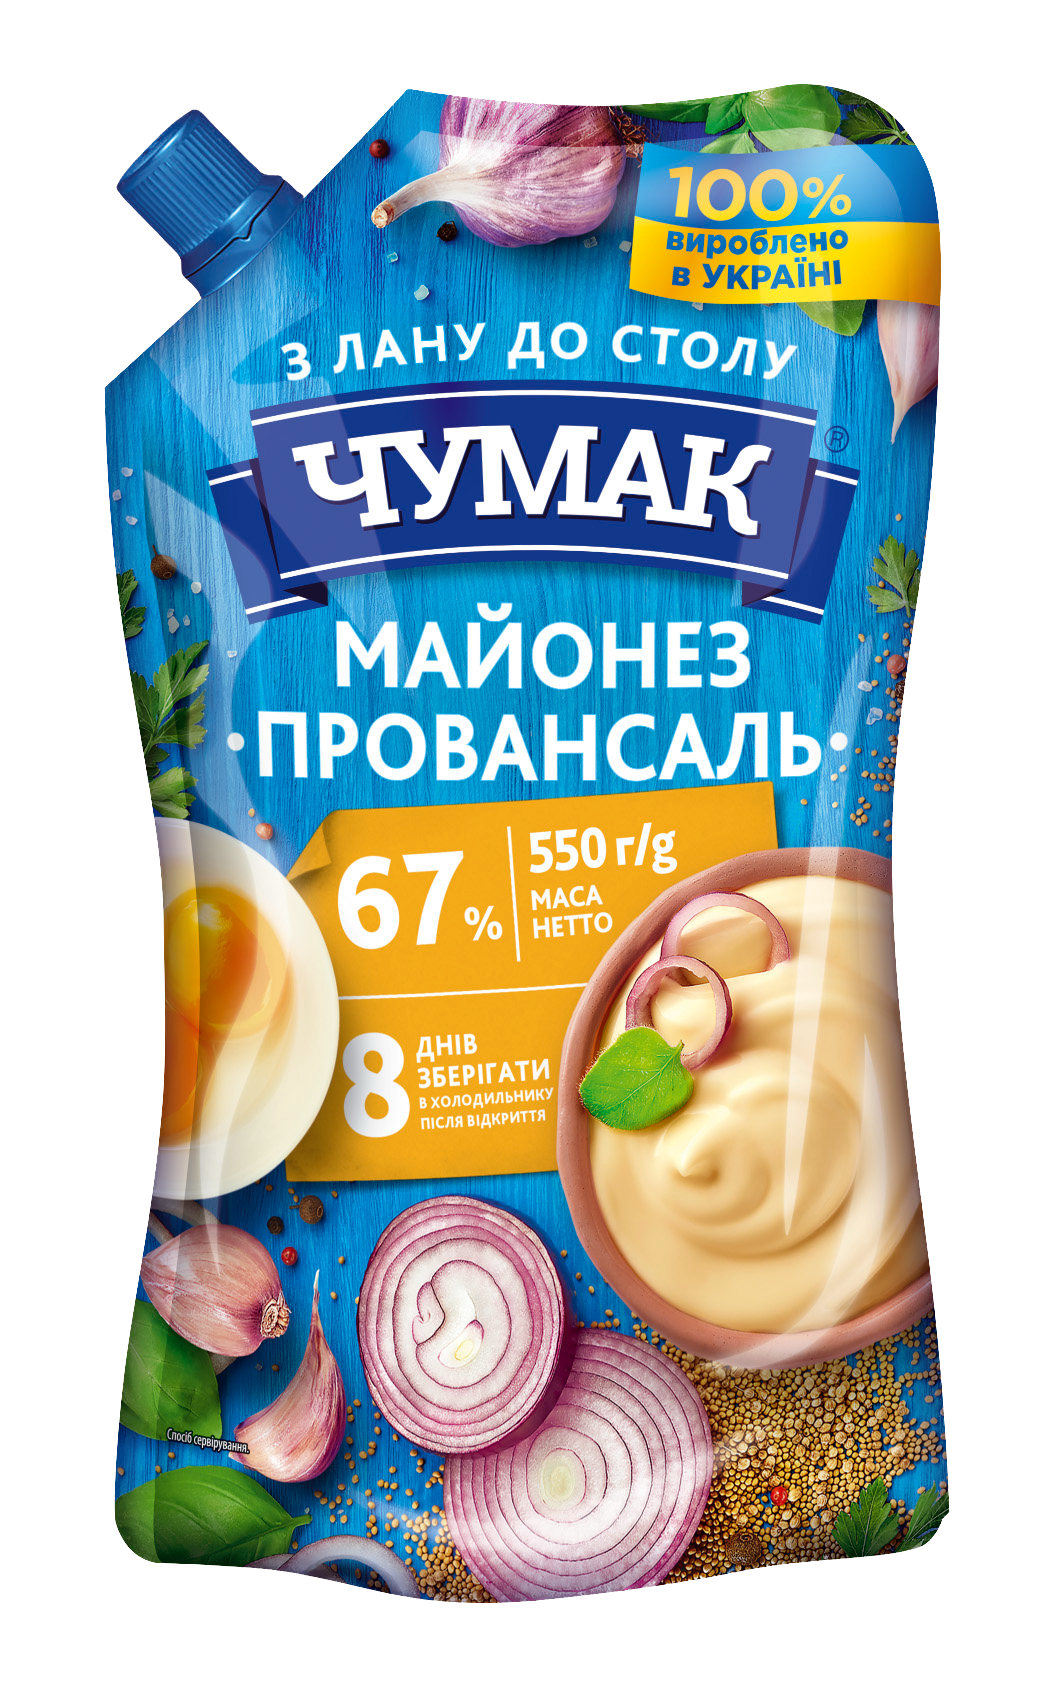 100%
вироблено
в УКРАЇНІ
З ЛАНУ ДО СТОЛУ
ЧУМАК ®
МАЙОНЕЗ
•ПРОВАНСАЛЬ•
67%
550 г/g
МАСА
НЕТТО
8
ДНІВ
ЗБЕРІГАТИ
В ХОЛОДИЛЬНИКУ
ПІСЛЯ ВІДКРИТТЯ
Спосіб сервірування.